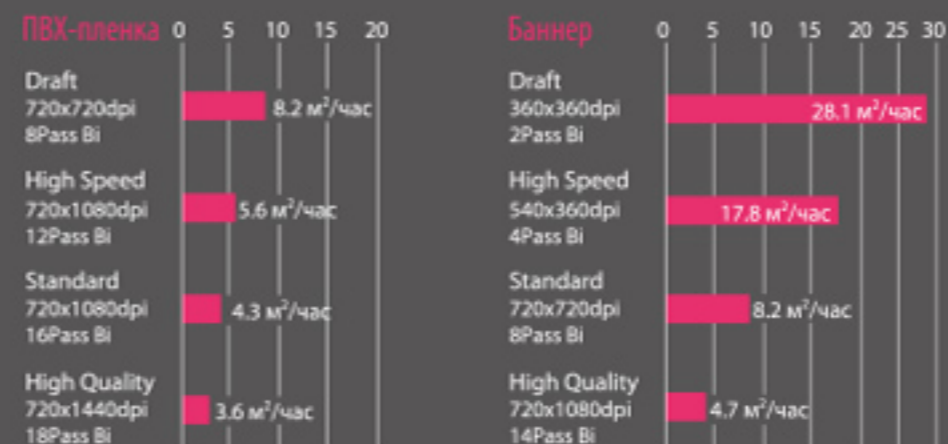 ПВХ-пленка 0 5 10 15 20
Draft
720x720dpi 8.2 м²/час
8Pass Bi
High Speed
720x1080dpi 5.6 м²/час
12Pass Bi
Standard
720x1080dpi 4.3 м²/час
16Pass Bi
High Quality
720x1440dpi 3.6 м²/час
18Pass Bi
Баннер 0 5 10 15 20 25 30
Draft
360x360dpi 28.1 м²/час
2Pass Bi
High Speed
540x360dpi 17.8 м²/час
4Pass Bi
Standard
720x720dpi 8.2 м²/час
8Pass Bi
High Quality
720x1080dpi 4.7 м²/час
14Pass Bi